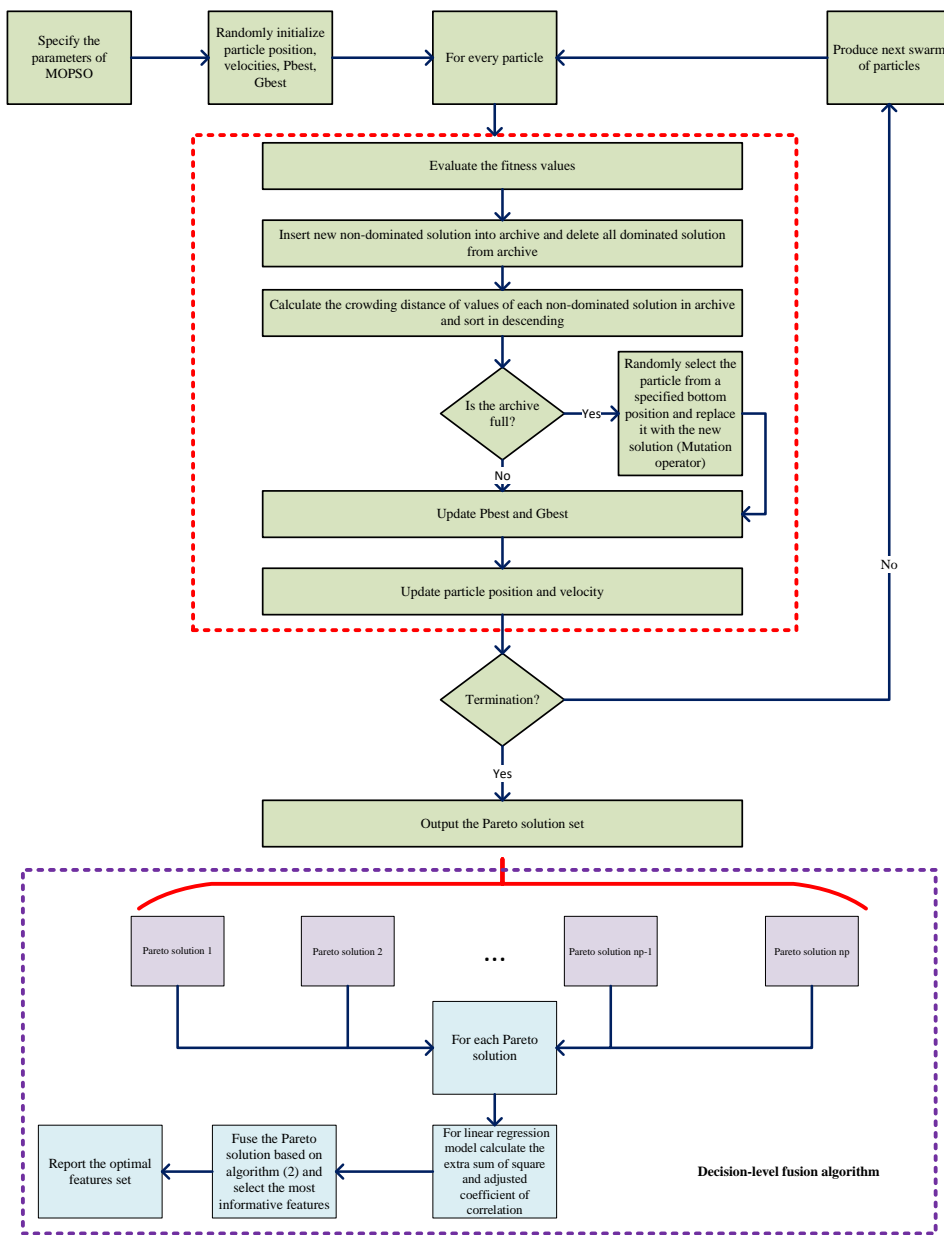 Specify the
parameters of
MOPSO
Randomly initialize
particle position,
velocities, Pbest,
Gbest
For every particle
Produce next swarm
of particles
Evaluate the fitness values
Insert new non-dominated solution into archive and delete all dominated solution
from archive
Calculate the crowding distance of values of each non-dominated solution in archive
and sort in descending
Is the archive
full?
Yes
Randomly select the
particle from a
specified bottom
position and replace
it with the new
solution (Mutation
operator)
No
Update Pbest and Gbest
Update particle position and velocity
No
Termination?
Yes
Output the Pareto solution set
Pareto solution 1
Pareto solution 2
...
Pareto solution np-1
Pareto solution np
For each Pareto
solution
For linear regression
model calculate the
extra sum of square
and adjusted
coefficient of
correlation
Fuse the Pareto
solution based on
algorithm (2) and
select the most
informative features
Report the optimal
features set
Decision-level fusion algorithm